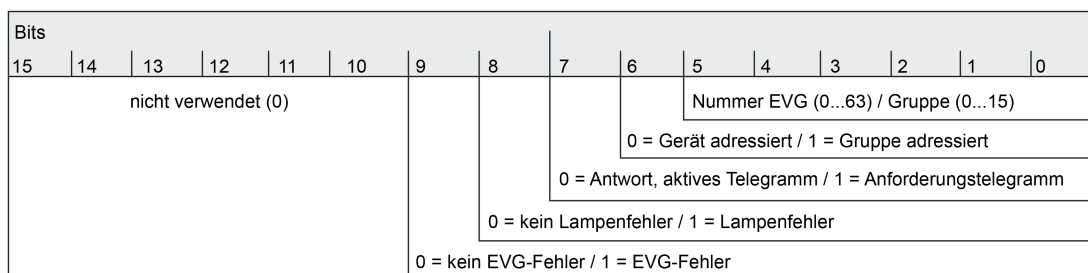 Bits
15 14 13 12 11 10 9 8 7 6 5 4 3 2 1 0
nicht verwendet (0) Nummer EVG (0...63) / Gruppe (0...15)
0 = Gerät adressiert / 1 = Gruppe adressiert
0 = Antwort, aktives Telegramm / 1 = Anforderungstelegramm
0 = kein Lampenfehler / 1 = Lampenfehler
0 = kein EVG-Fehler / 1 = EVG-Fehler